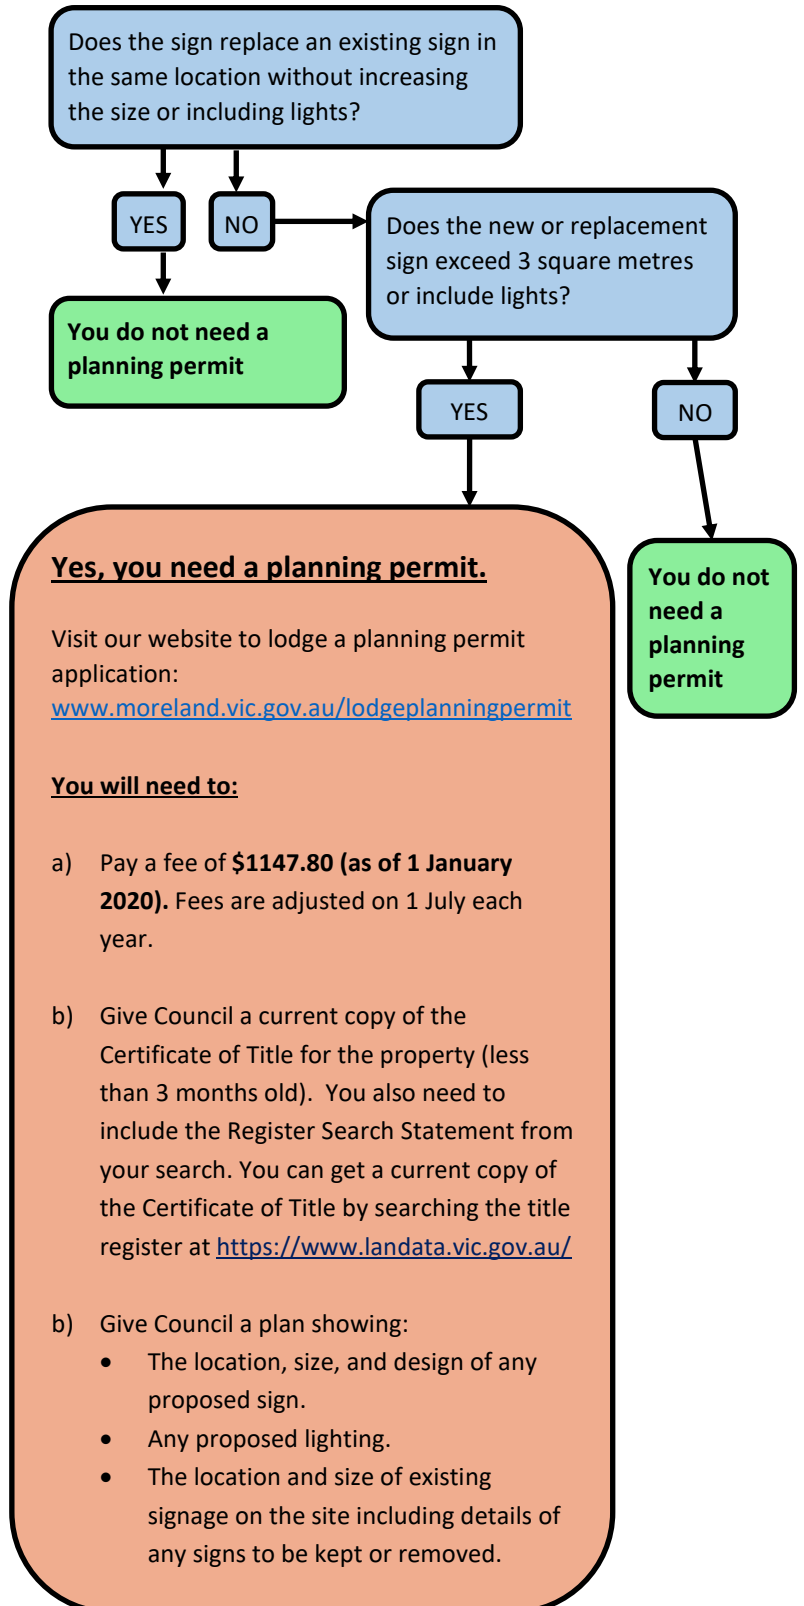 Does the sign replace an existing sign in
the same location without increasing
the size or including lights?
YES
NO
Does the new or replacement
sign exceed 3 square metres
or include lights?
You do not need a
planning permit
YES
NO
Yes, you need a planning permit.
Visit our website to lodge a planning permit
application:
www.moreland.vic.gov.au/lodgeplanningpermit
You will need to:
a) Pay a fee of $1147.80 (as of 1 January
2020). Fees are adjusted on 1 July each
year.
b) Give Council a current copy of the
Certificate of Title for the property (less
than 3 months old). You also need to
include the Register Search Statement from
your search. You can get a current copy of
the Certificate of Title by searching the title
register at https://www.landata.vic.gov.au/
b) Give Council a plan showing:
• The location, size, and design of any
proposed sign.
• Any proposed lighting.
• The location and size of existing
signage on the site including details of
any signs to be kept or removed.
You do not
need a
planning
permit